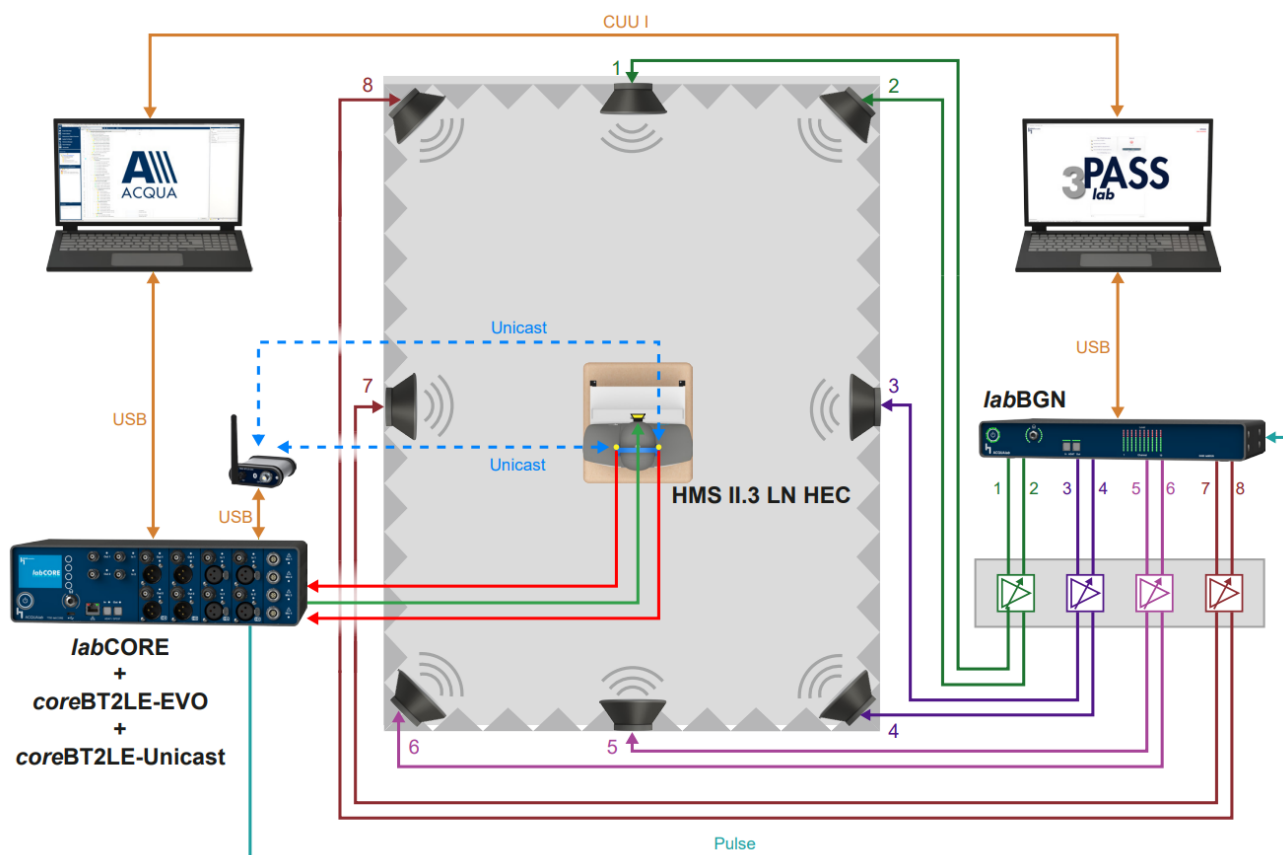 CUU I
1
8
2
ACQUA
3PASS
lab
Unicast
7
3
USB
USB
labBGN
Unicast
HMS II.3 LN HEC
1
2
3
4
5
6
7
8
USB
labCORE
labCORE
+
coreBT2LE-EVO
+
coreBT2LE-Unicast
6
5
4
Pulse